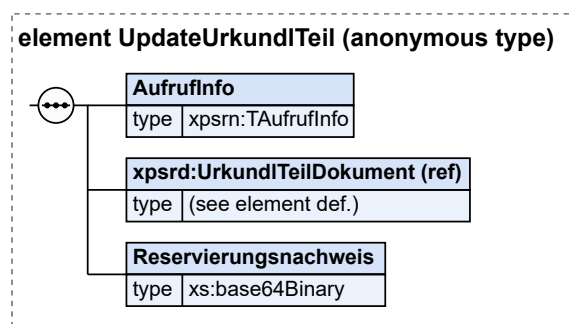 element UpdateUrkundlTeil (anonymous type)
AufrufInfo
type xpsrn:TAufrufInfo
xpsrd:UrkundlTeilDokument (ref)
type (see element def.)
Reservierungsnachweis
type xs:base64Binary